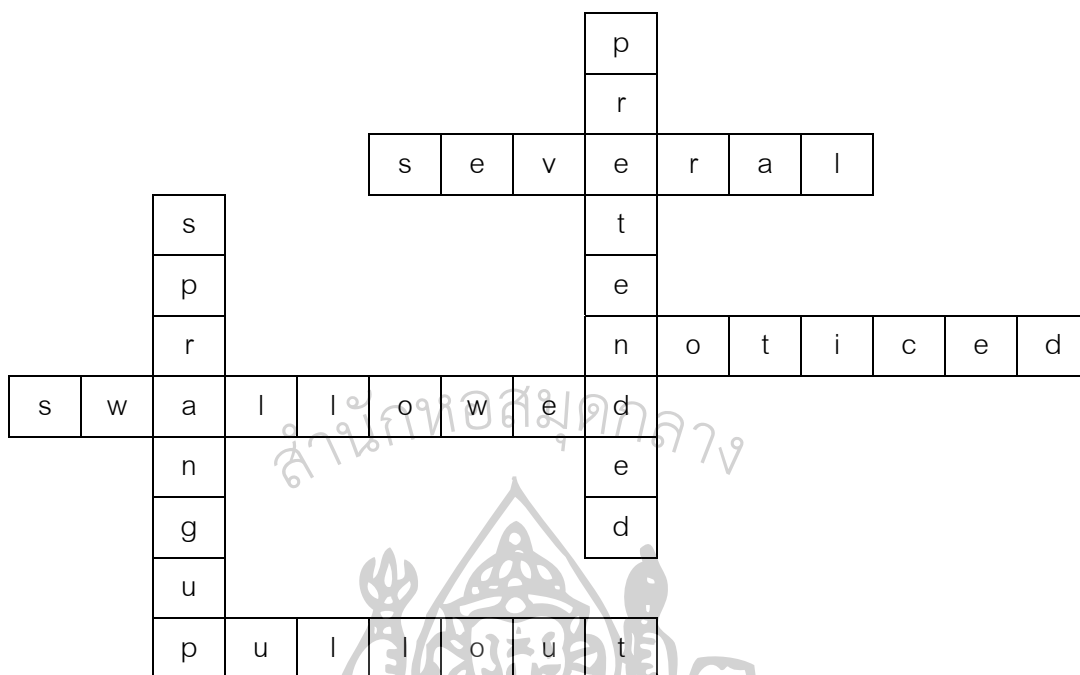 p
r
s e v e r a l
s t
p e
r n o t i c e d
s w a l l o w e d
n e
g d
u
p u l l o u t
สำนักหอสมุดกลาง